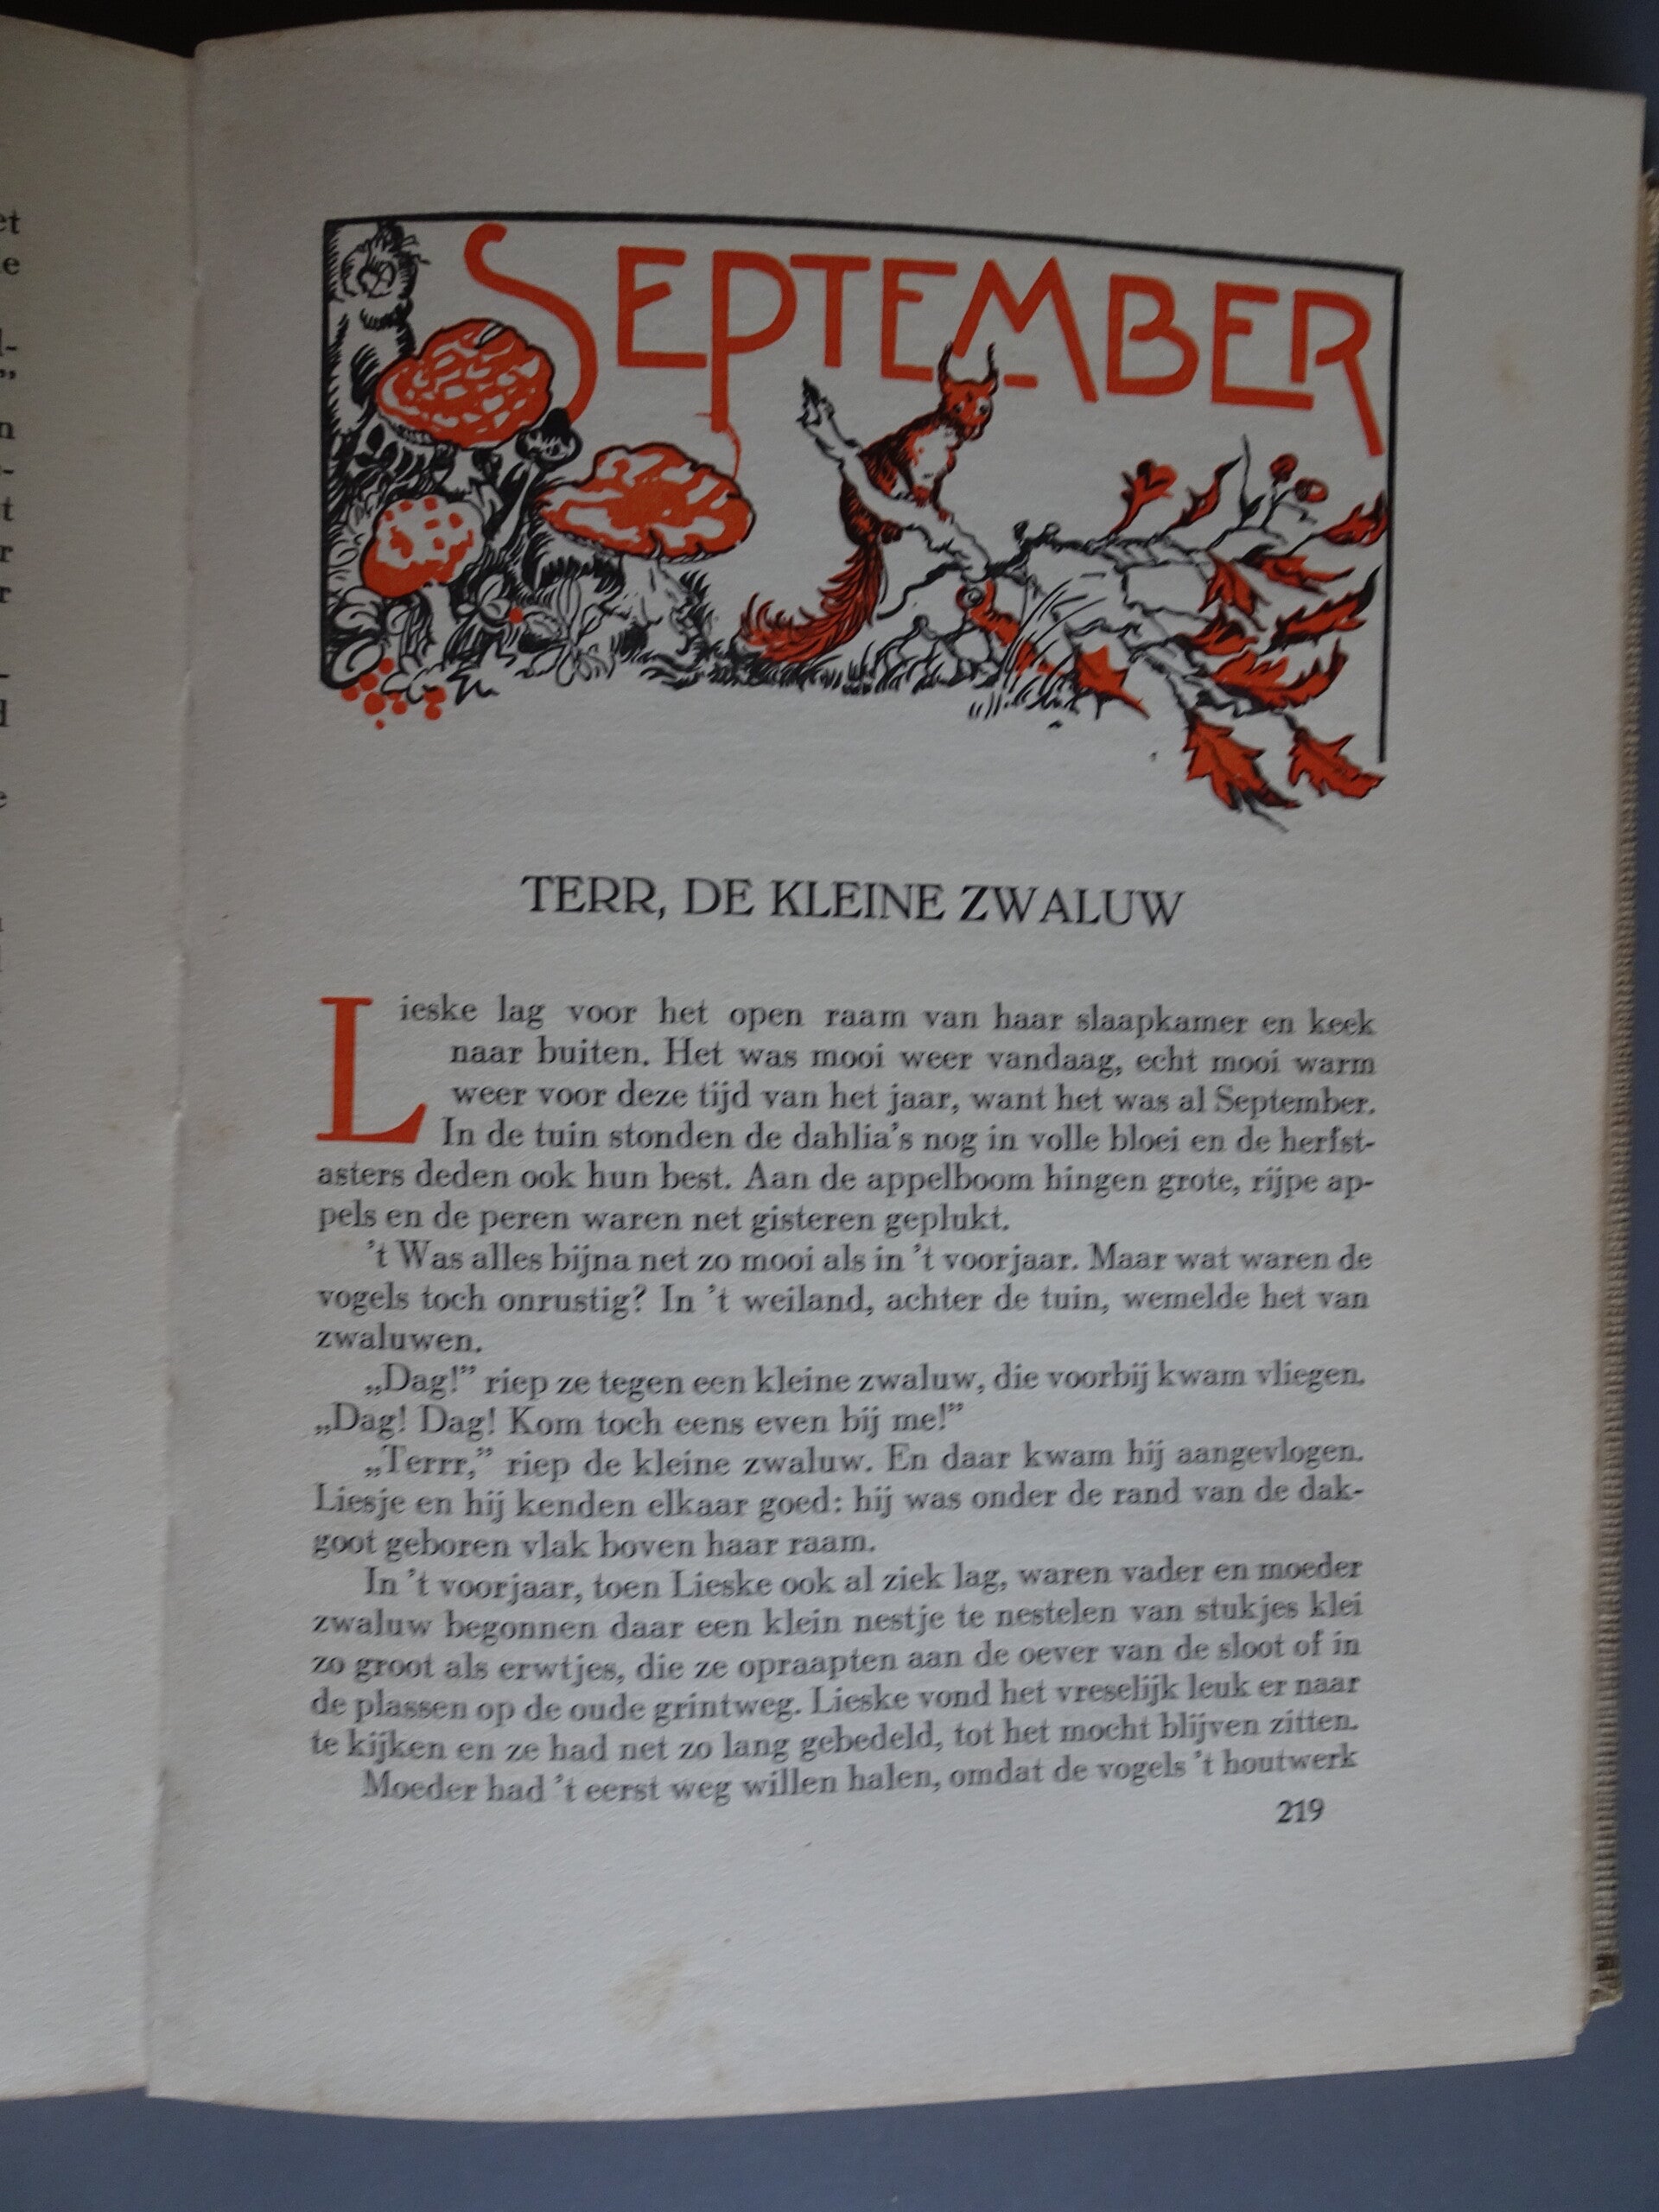 SEPTEMBER
TERR, DE KLEINE ZWALUW
Lieske lag voor het open raam van haar slaapkamer en keek
naar buiten. Het was mooi weer vandaag, echt mooi warm
weer voor deze tijd van het jaar, want het was al September.
In de tuin stonden de dahlia's nog in volle bloei en de herfst-
asters deden ook hun best. Aan de appelboom hingen grote, rijpe ap-
pels en de peren waren net gisteren geplukt.
't Was alles bijna net zo mooi als in 't voorjaar. Maar wat waren de
vogels toch onrustig? In 't weiland, achter de tuin, wemelde het van
zwaluwen.
„Dag!” riep ze tegen een kleine zwaluw, die voorbij kwam vliegen.
„Dag! Dag! Kom toch eens even bij me!”
„Terrr,” riep de kleine zwaluw. En daar kwam hij aangevlogen.
Liesje en hij kenden elkaar goed: hij was onder de rand van de dak-
goot geboren vlak boven haar raam.
In 't voorjaar, toen Lieske ook al ziek lag, waren vader en moeder
zwaluw begonnen daar een klein nestje te nestelen van stukjes klei
zo groot als erwtjes, die ze opraapten aan de oever van de sloot of in
de plassen op de oude grintweg. Lieske vond het vreselijk leuk er naar
te kijken en ze had net zo lang gebedeld, tot het mocht blijven zitten.
Moeder had 't eerst weg willen halen, omdat de vogels 't houtwerk
219